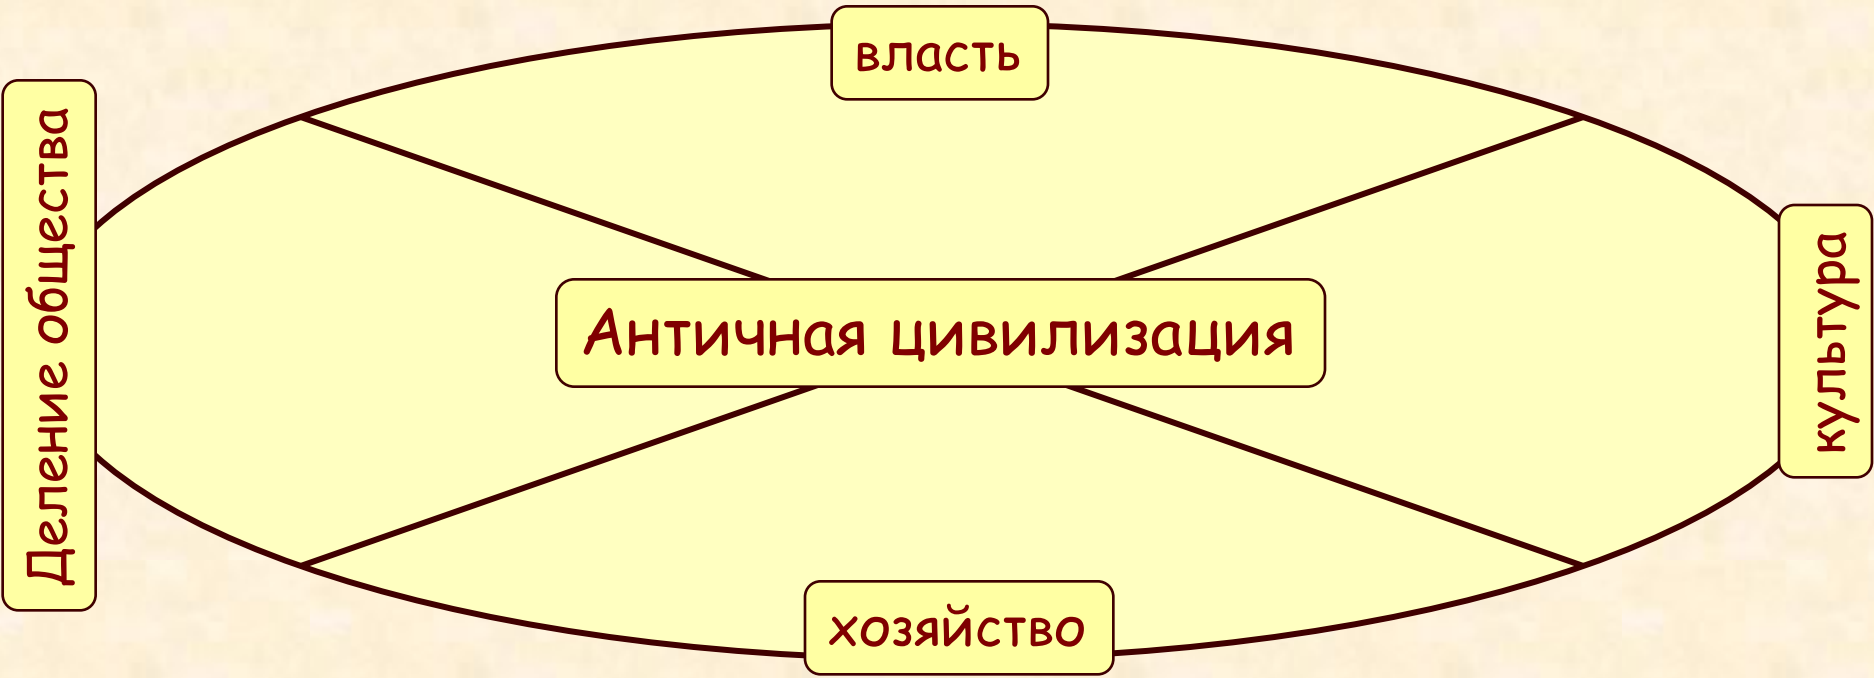 власть
Деление общества
Античная цивилизация
культура
хозяйство